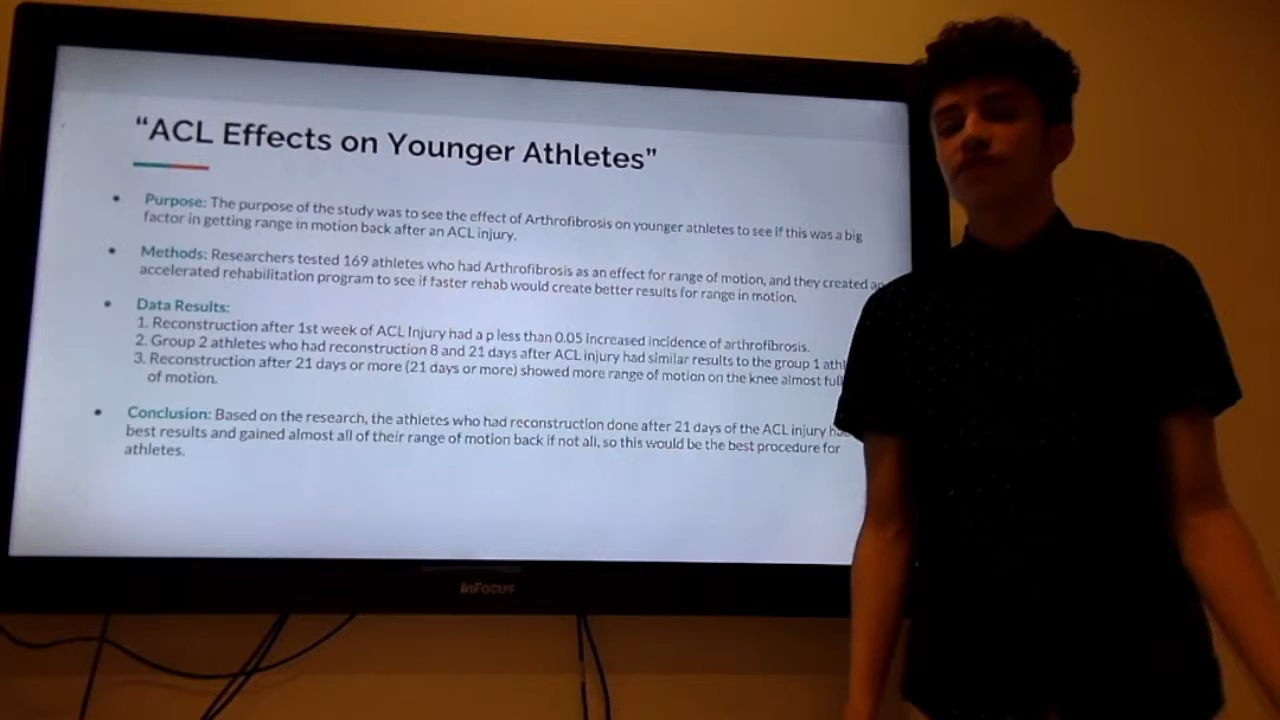 “ACL Effects on Younger Athletes”
• Purpose: The purpose of the study was to see the effect of Arthrofibrosis on younger athletes to see if this was a big
factor in getting range in motion back after an ACL injury.
• Methods: Researchers tested 169 athletes who had Arthrofibrosis as an effect for range of motion, and they created an
accelerated rehabilitation program to see if faster rehab would create better results for range in motion.
• Data Results:
1. Reconstruction after 1st week of ACL Injury had a p less than 0.05 increased incidence of arthrofibrosis.
2. Group 2 athletes who had reconstruction 8 and 21 days after ACL injury had similar results to the group 1
3. Reconstruction after 21 days or more (21 days or more) showed more range of motion on the knee almost full
of motion.
• Conclusion: Based on the research, the athletes who had reconstruction done after 21 days of the ACL injury
best results and gained almost all of their range of motion back if not all, so this would be the best procedure for
athletes.
InFocus